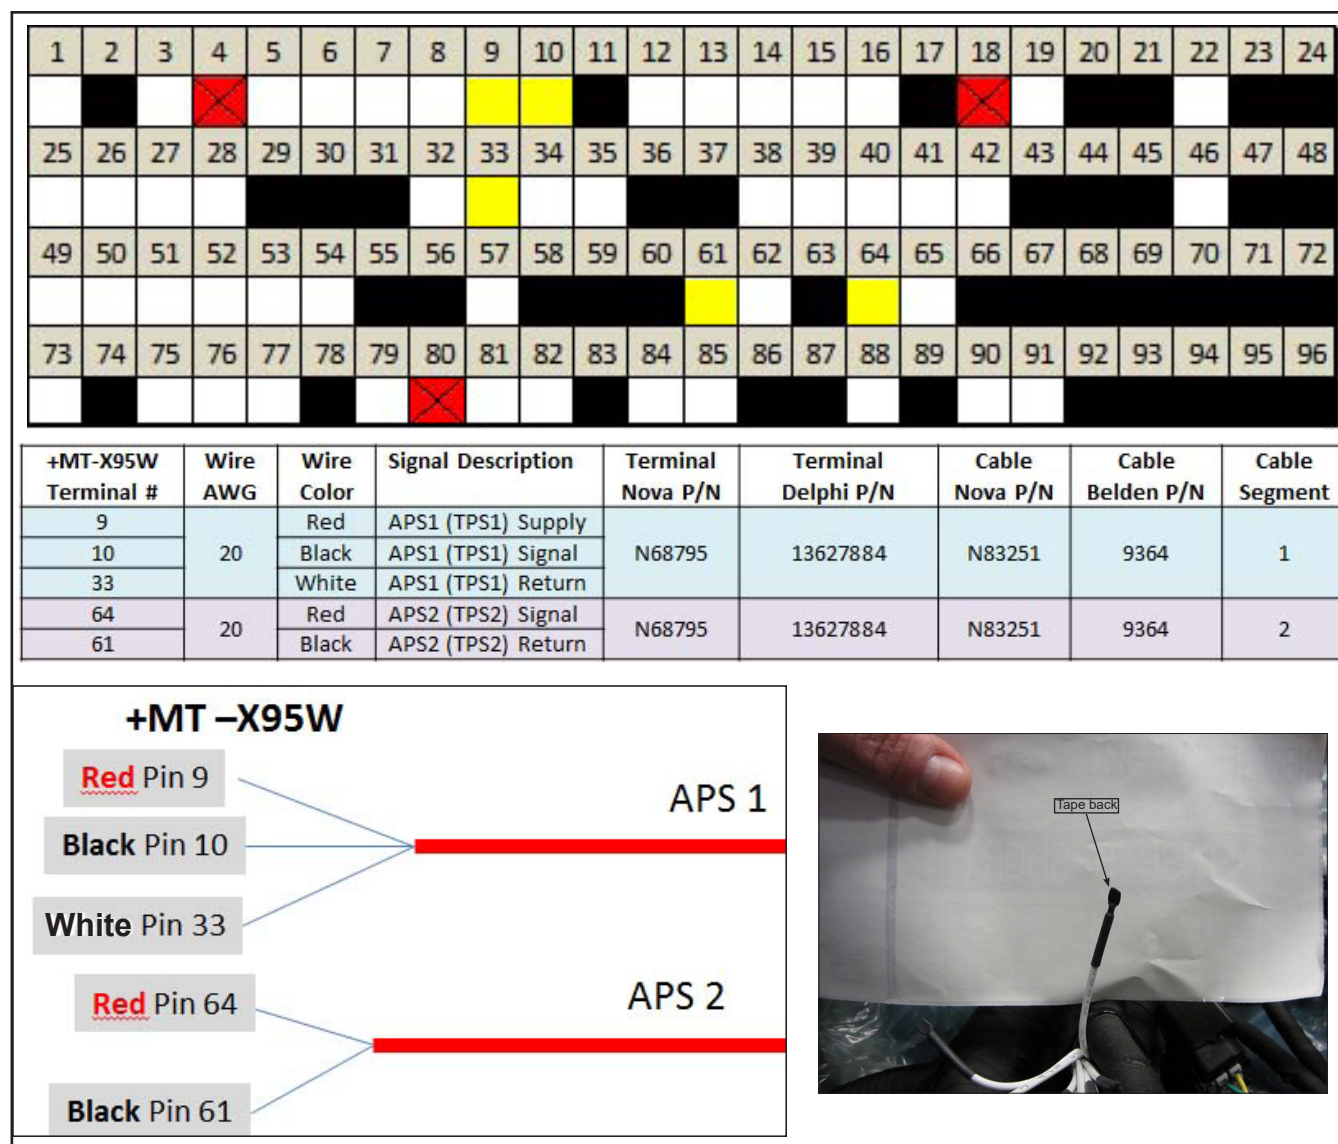 1 2 3 4 5 6 7 8 9 10 11 12 13 14 15 16 17 18 19 20 21 22 23 24
25 26 27 28 29 30 31 32 33 34 35 36 37 38 39 40 41 42 43 44 45 46 47 48
49 50 51 52 53 54 55 56 57 58 59 60 61 62 63 64 65 66 67 68 69 70 71 72
73 74 75 76 77 78 79 80 81 82 83 84 85 86 87 88 89 90 91 92 93 94 95 96
+MT-X95W Wire Wire Signal Description Terminal Terminal Cable Cable Cable
Terminal # AWG Color Nova P/N Delphi P/N Nova P/N Belden P/N Segment
9 Red APS1 (TPS1) Supply
10 20 Black APS1 (TPS1) Signal N68795 13627884 N83251 9364 1
33 White APS1 (TPS1) Return
64 Red APS2 (TPS2) Signal
20 N68795 13627884 N83251 9364 2
61 Black APS2 (TPS2) Return
+MT –X95W
Red Pin 9
APS 1
Black Pin 10
White Pin 33
Red Pin 64
APS 2
Black Pin 61
Tape back